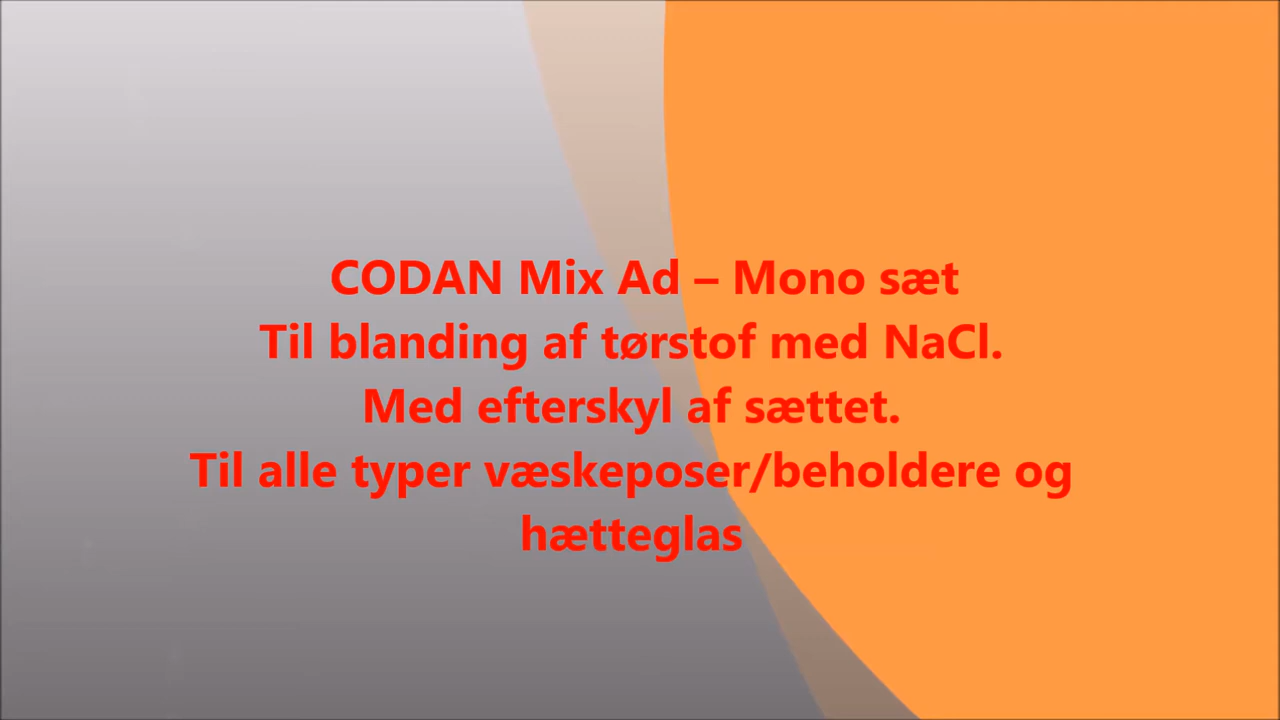 CODAN Mix Ad – Mono sæt
Til blanding af tørstof med NaCl.
Med efterskyl af sættet.
Til alle typer væskeposer/beholdere og
hætteglas